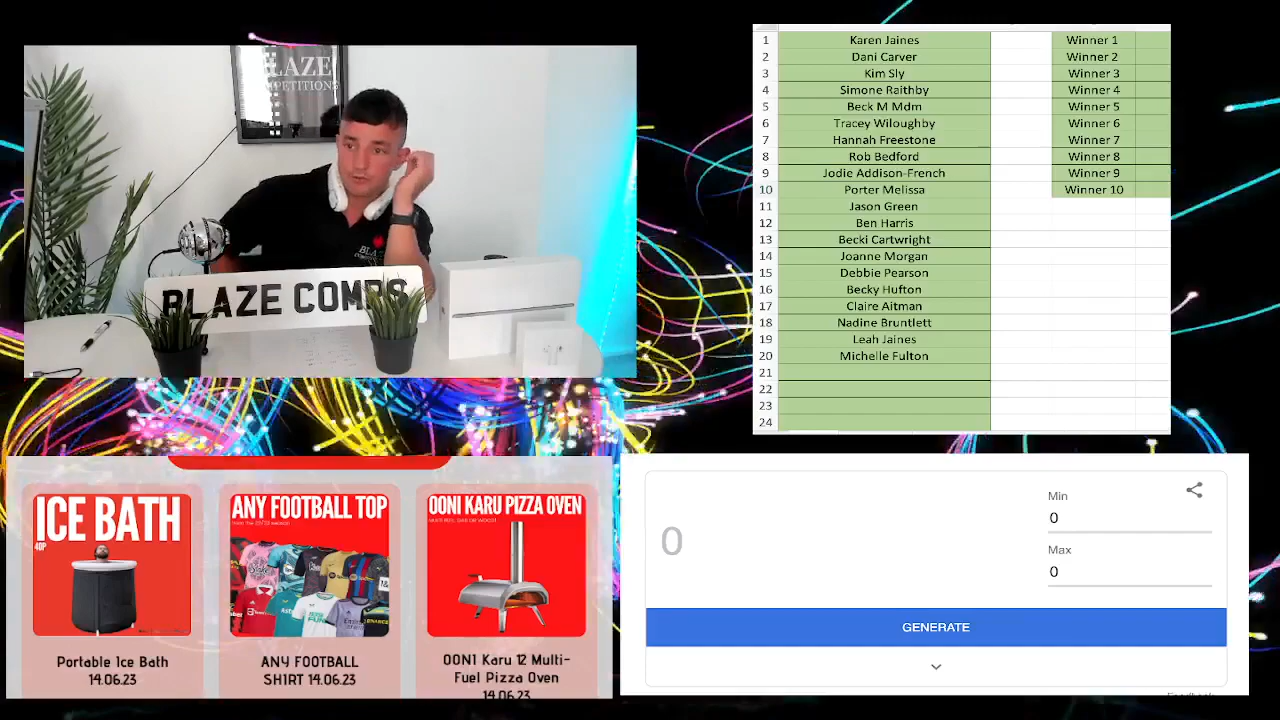 LAZE
OMPETITIONS
BLAZE COMPS
1 Karen Jaines Winner 1
2 Dani Carver Winner 2
3 Kim Sly Winner 3
4 Simone Raithby Winner 4
5 Beck M Mdm Winner 5
6 Tracey Wiloughby Winner 6
7 Hannah Freestone Winner 7
8 Rob Bedford Winner 8
9 Jodie Addison-French Winner 9
10 Porter Melissa Winner 10
11 Jason Green
12 Ben Harris
13 Becki Cartwright
14 Joanne Morgan
15 Debbie Pearson
16 Becky Hufton
17 Claire Aitman
18 Nadine Bruntlett
19 Leah Jaines
20 Michelle Fulton
21
22
23
24
ICE BATH
40P
Portable Ice Bath
14.06.23
ANY FOOTBALL TOP
ANY FOOTBALL
SHIRT 14.06.23
OONI KARU PIZZA OVEN
OONI Karu 12 Multi-
Fuel Pizza Oven
14.06.23
0
Min
0
Max
0
GENERATE